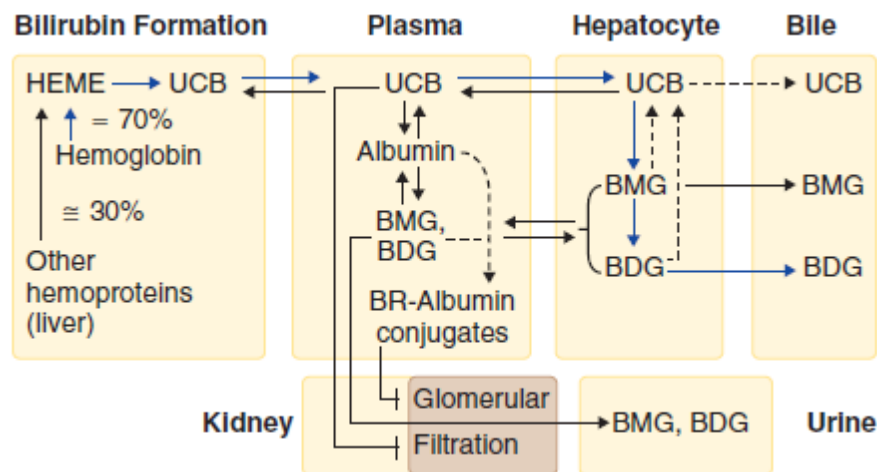 Bilirubin Formation Plasma Hepatocyte Bile
HEME UCB UCB UCB UCB
= 70%
Hemoglobin
Albumin
BMG BMG
≅ 30%
BMG,
BDG
BDG BDG
Other
hemoproteins
(liver)
BR-Albumin
conjugates
Glomerular
Kidney BMG, BDG Urine
Filtration